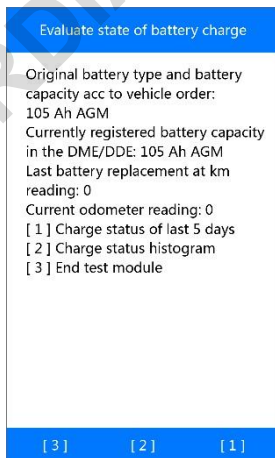 Evaluate state of battery charge
Original battery type and battery
capacity acc to vehicle order:
105 Ah AGM
Currently registered battery capacity
in the DME/DDE: 105 Ah AGM
Last battery replacement at km
reading: 0
Current odometer reading: 0
[ 1 ] Charge status of last 5 days
[ 2 ] Charge status histogram
[ 3 ] End test module
[ 3 ] [ 2 ] [ 1 ]